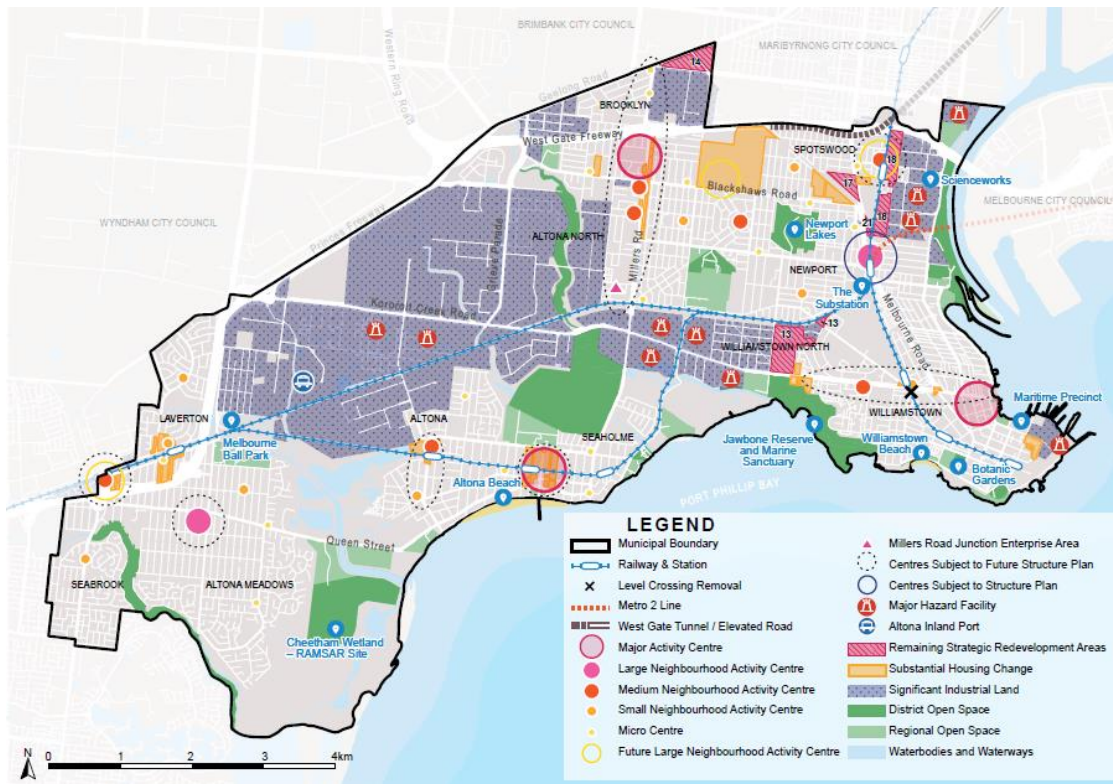 BRIMBANK CITY COUNCIL
MARIBYRNONG CITY COUNCIL
Western Ring Road
Geelong Road
14
BROOKLYN
West Gate Freeway
SPOTSWOOD
18
17
Blackshaws Road
Scienceworks
MELBOURNE CITY COUNCIL
WYNDHAM CITY COUNCIL
Princes Freeway
Grieve Parade
ALTONA NORTH
Millers Rd
Newport
Lakes
18
21
NEWPORT
The
Substation
Melbourne Road
Kororoit Creek Road
13
13
WILLIAMSTOWN NORTH
LAVERTON
Melbourne
Ball Park
ALTONA
SEAHOLME
Altona Beach
Jawbone Reserve
and Marine
Sanctuary
WILLIAMSTOWN
Maritime Precinct
Williamstown
Beach
Botanic
Gardens
PORT PHILLIP BAY
Queen Street
SEABROOK
ALTONA MEADOWS
Cheetham Wetland
– RAMSAR Site
N
0 1 2 3 4km
LEGEND
Municipal Boundary
Railway & Station
Level Crossing Removal
Metro 2 Line
West Gate Tunnel / Elevated Road
Major Activity Centre
Large Neighbourhood Activity Centre
Medium Neighbourhood Activity Centre
Small Neighbourhood Activity Centre
Micro Centre
Future Large Neighbourhood Activity Centre
Millers Road Junction Enterprise Area
Centres Subject to Future Structure Plan
Centres Subject to Structure Plan
Major Hazard Facility
Altona Inland Port
Remaining Strategic Redevelopment Areas
Substantial Housing Change
Significant Industrial Land
District Open Space
Regional Open Space
Waterbodies and Waterways